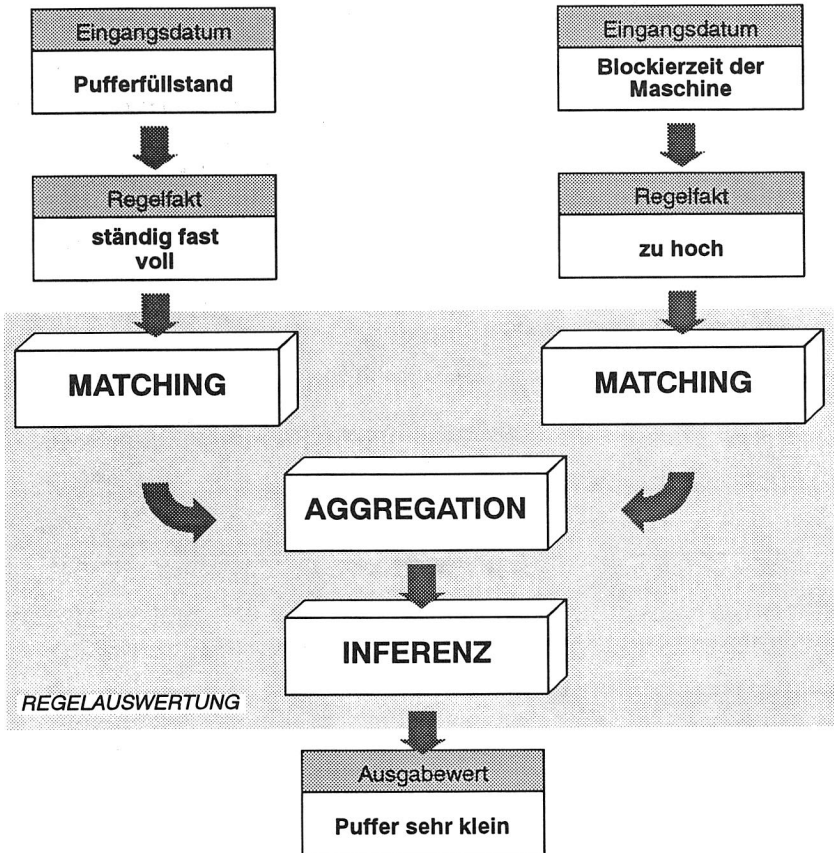 Eingangsdatum
Pufferfüllstand
Eingangsdatum
Blockierzeit der
Maschine
Regelfakt
ständig fast
voll
Regelfakt
zu hoch
MATCHING
MATCHING
AGGREGATION
INFERENZ
REGELAUSWERTUNG
Ausgabewert
Puffer sehr klein